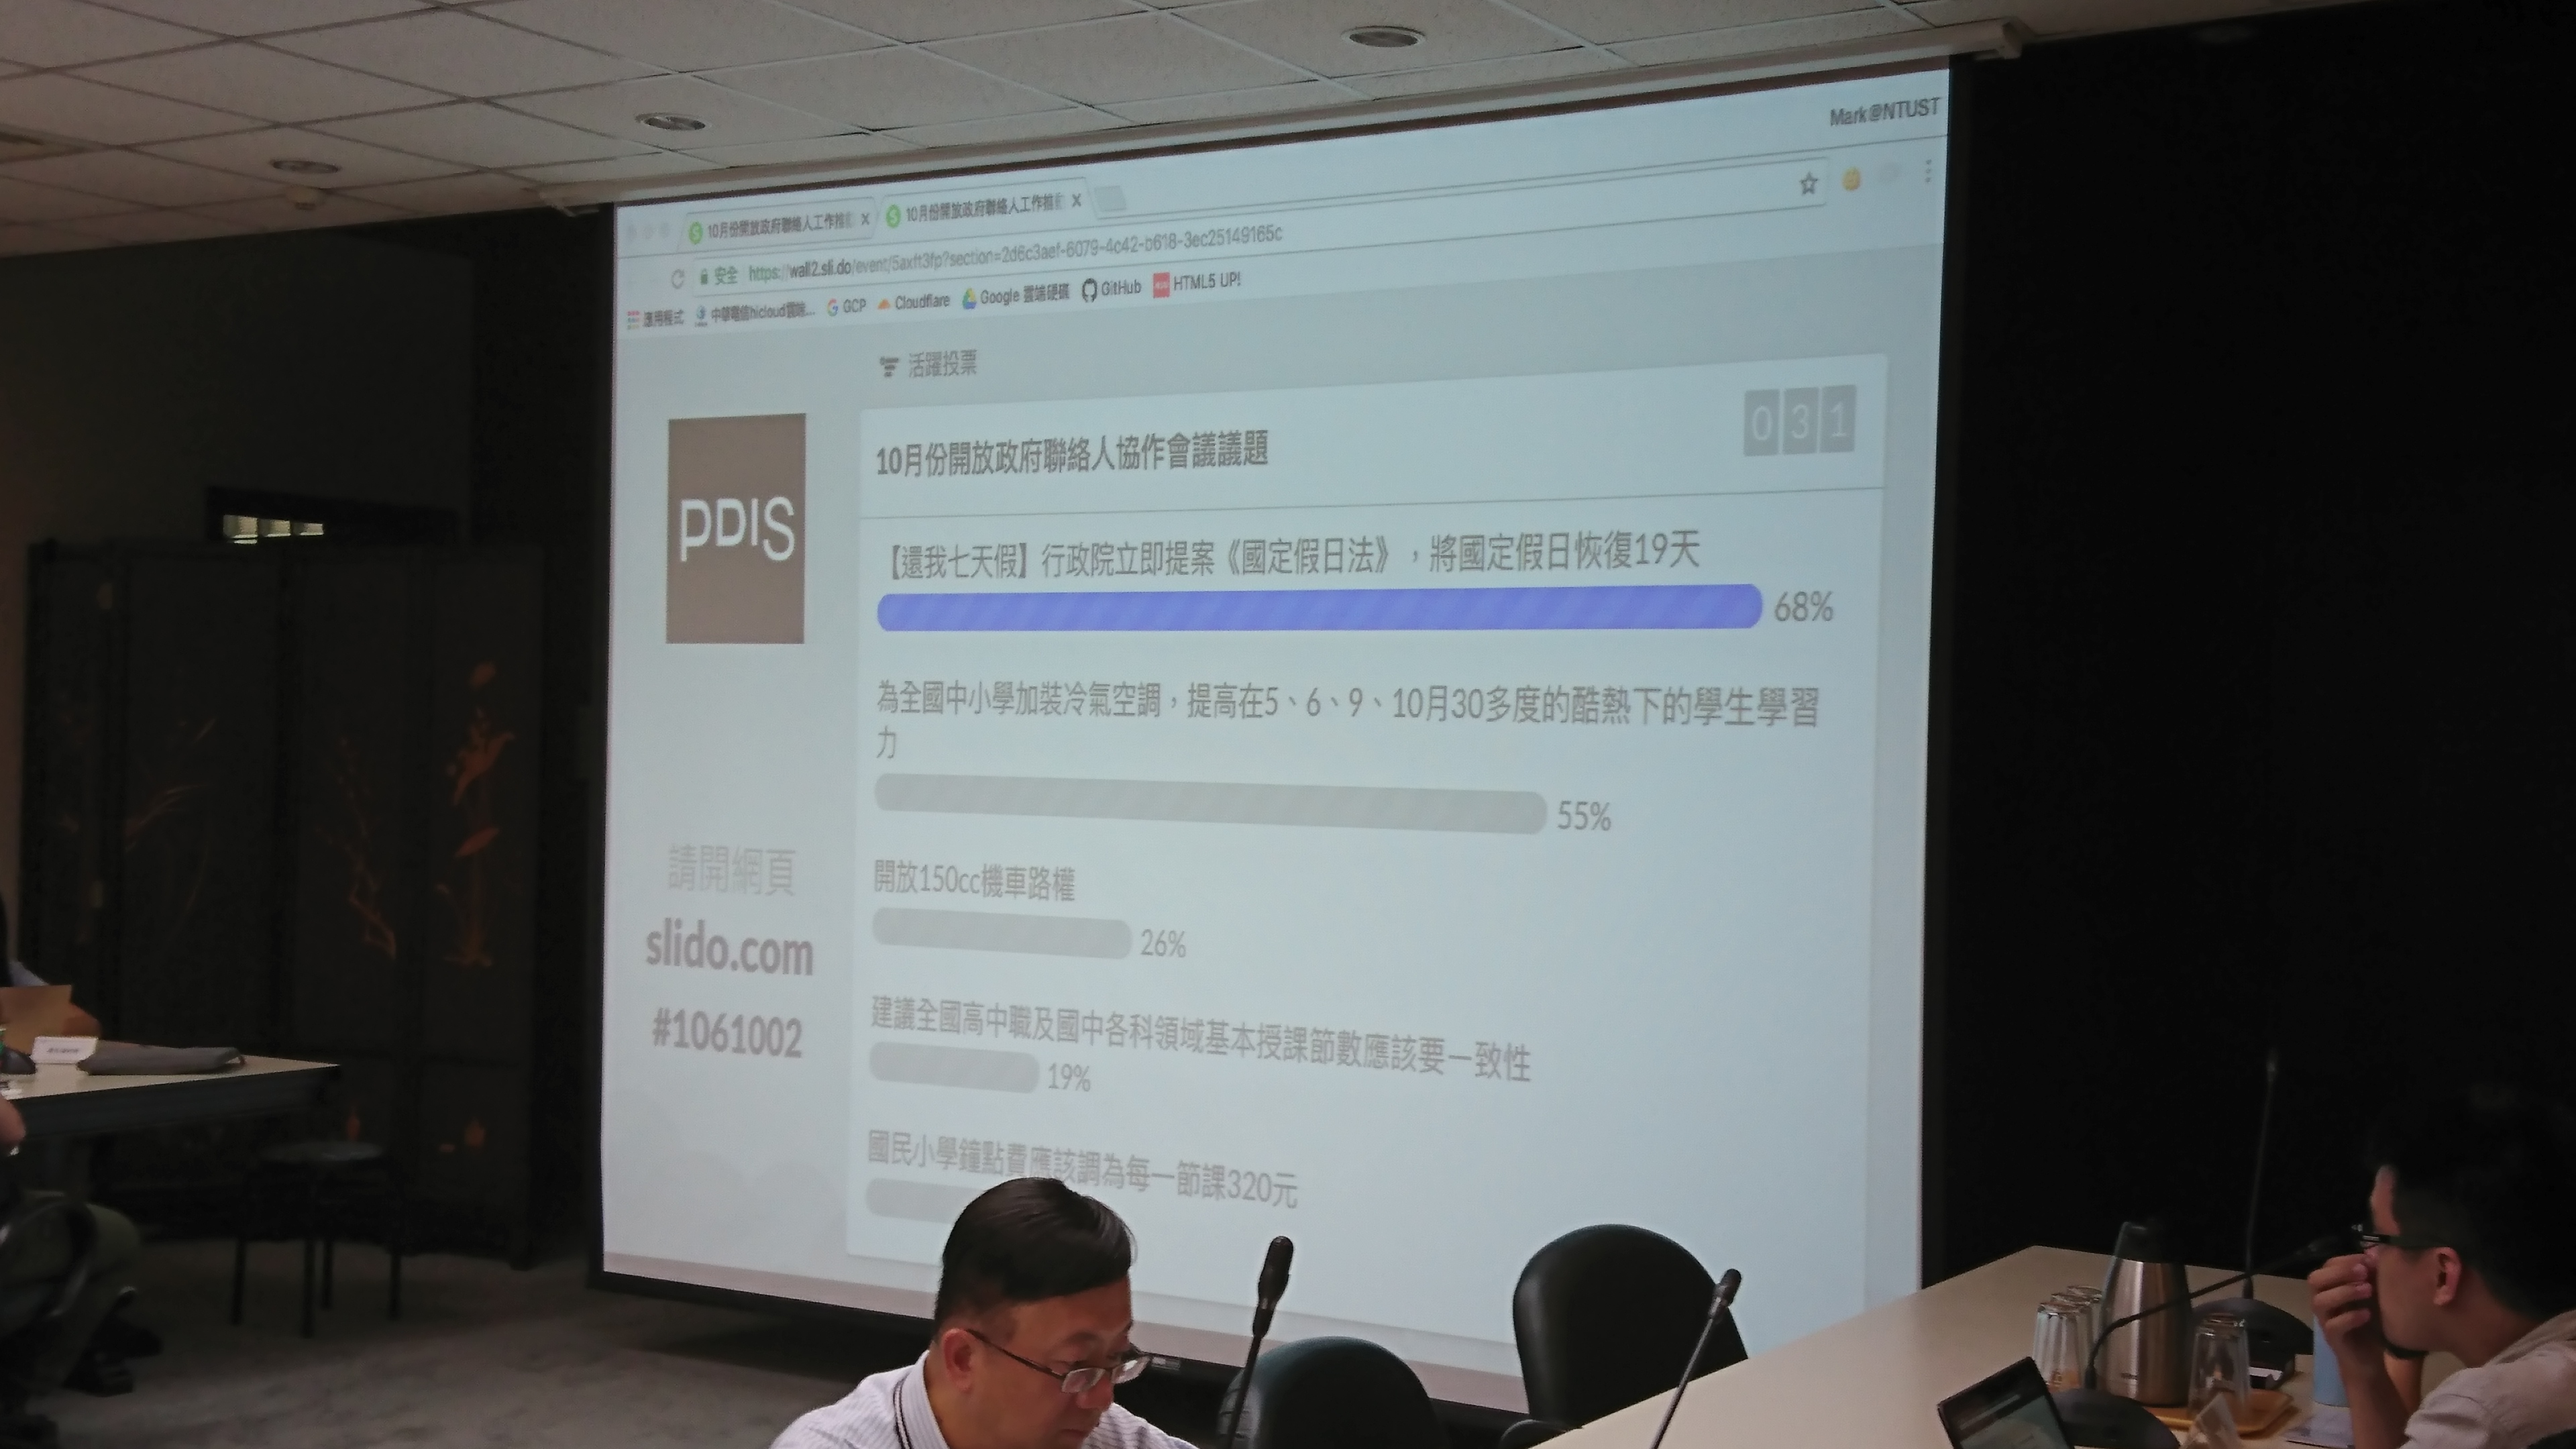 Mark@NTUST
10月份開放政府聯絡人工作推
10月份開放政府聯絡人工作推
安全 https://wall2.sli.do/event/5axft3fp?section=2d6c3aef-6079-4c42-b618-3ec25149165c
應用程式 中華電信hicloud雲端... GCP Cloudflare Google 雲端硬碟 GitHub HTML5 UP!
活躍投票
PDIS
10月份開放政府聯絡人協作會議議題
031
【還我七天假】行政院立即提案《國定假日法》，將國定假日恢復19天
68%
為全國中小學加裝冷氣空調，提高在5、6、9、10月30多度的酷熱下的學生學習
力
55%
開放150cc機車路權
26%
建議全國高中職及國中各科領域基本授課節數應該要一致性
19%
國民小學鐘點費應該調為每一節課320元
請開網頁
slido.com
#1061002